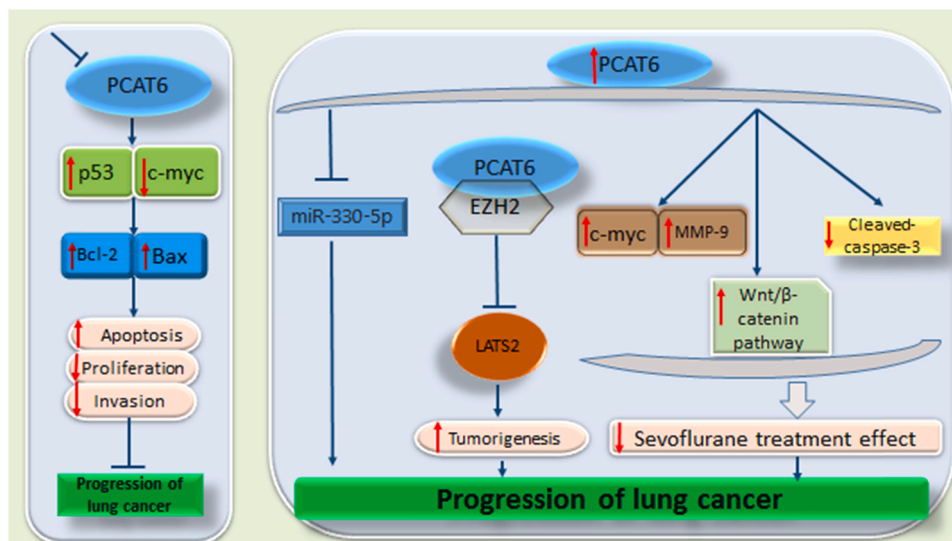 PCAT6
p53
c-myc
Bcl-2
Bax
Apoptosis
Proliferation
Invasion
Progression of
lung cancer
PCAT6
miR-330-5p
PCAT6
EZH2
LATS2
Tumorigenesis
c-myc
MMP-9
Cleaved-
caspase-3
Wnt/β-
catenin
pathway
Sevoflurane treatment effect
Progression of lung cancer